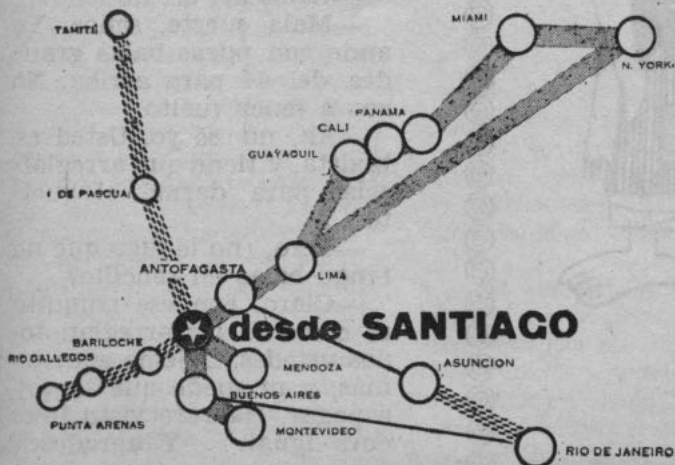 MIAMI
TAMITÉ
N. YORK
PANAMA
CALI
GUAYAQUIL
I DE PASCUA
ANTOFAGASTA
LIMA
desde SANTIAGO
BARILOCHE
RIO GALLEGOS
MENDOZA
ASUNCION
BUENOS AIRES
PUNTA ARENAS
MONTEVIDEO
RIO DE JANEIRO